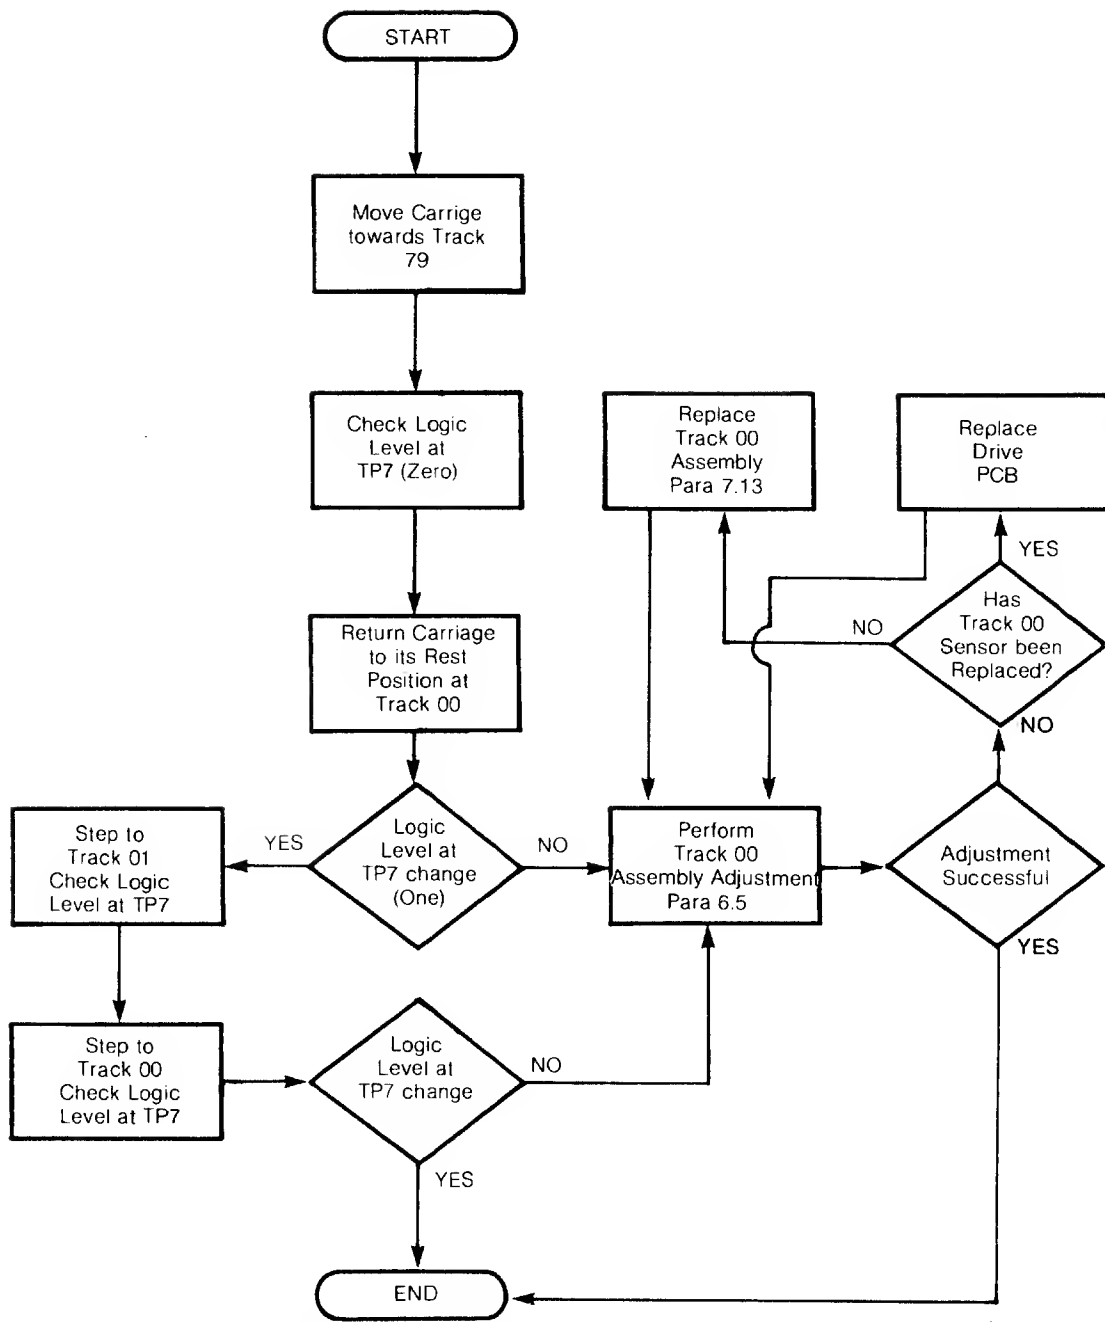 START
Move Carrige
towards Track
79
Check Logic
Level at
TP7 (Zero)
Replace
Track 00
Assembly
Para 7.13
Replace
Drive
PCB
YES
Return Carriage
to its Rest
Position at
Track 00
NO
Has
Track 00
Sensor been
Replaced?
NO
Step to
Track 01
Check Logic
Level at TP7
YES
Logic
Level at
TP7 change
(One)
NO
Perform
Track 00
Assembly Adjustment
Para 6.5
Adjustment
Successful
YES
Step to
Track 00
Check Logic
Level at TP7
Logic
Level at
TP7 change
NO
YES
END